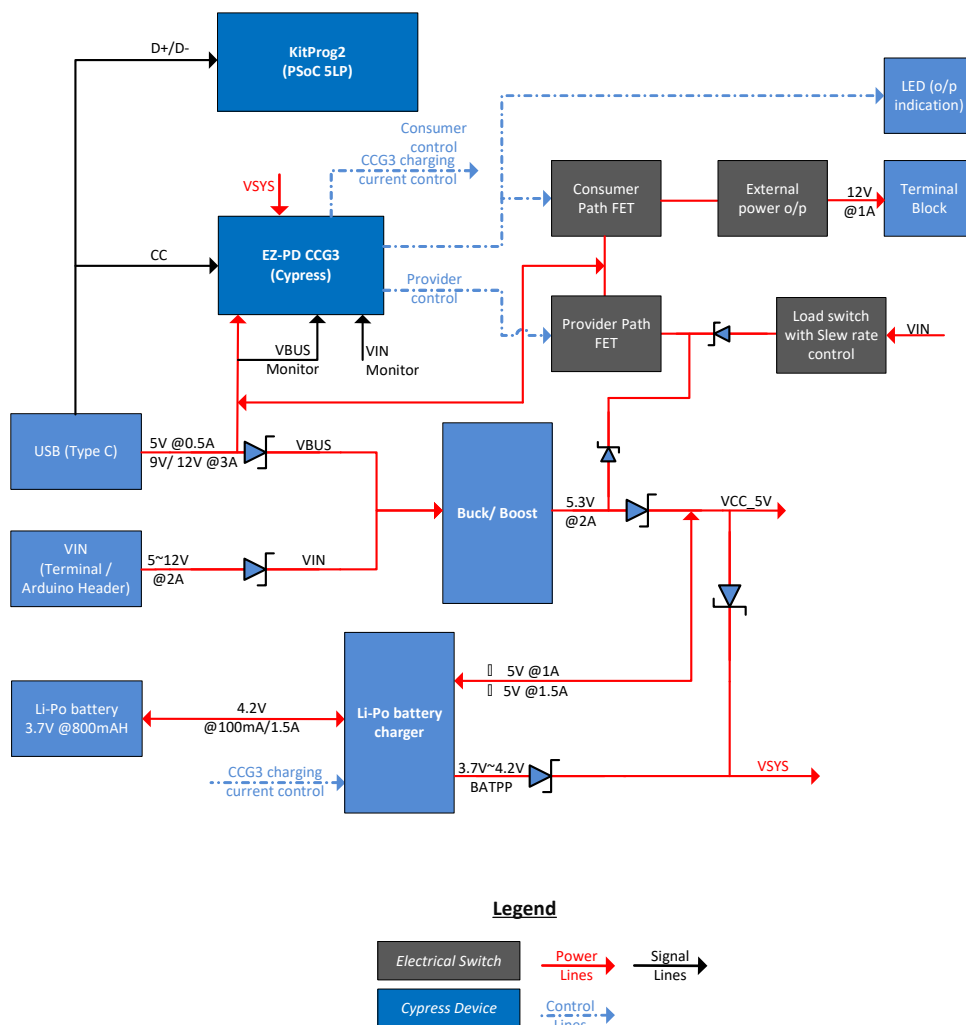 D+/D-
KitProg2
(PSoC 5LP)
LED (o/p
indication)
Consumer
control
CCG3 charging
current control
VSYS
Consumer
Path FET
External
power o/p
12V
@1A
Terminal
Block
CC
EZ-PD CCG3
(Cypress)
Provider
control
Provider Path
FET
Load switch
with Slew rate
control
VIN
VBUS
Monitor
VIN
Monitor
USB (Type C)
5V @0.5A
9V/ 12V @3A
VBUS
Buck/ Boost
5.3V
@2A
VCC_5V
VIN
(Terminal /
Arduino Header)
5~12V
@2A
VIN
5V @1A
5V @1.5A
Li-Po battery
3.7V @800mAH
4.2V
@100mA/1.5A
Li-Po battery
charger
CCG3 charging
current control
3.7V~4.2V
BATPP
VSYS
Legend
Electrical Switch
Power
Lines
Signal
Lines
Cypress Device
Control
Lines